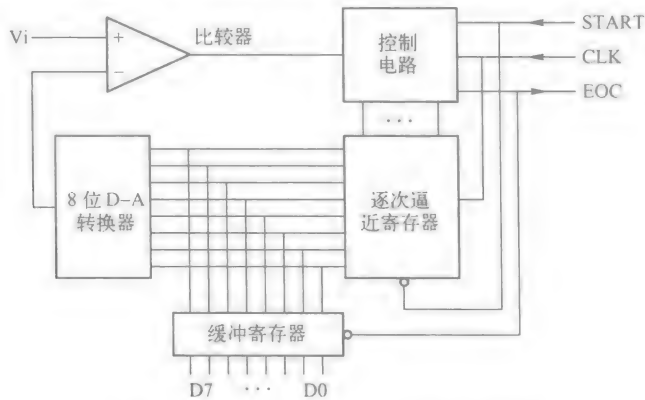 Vi
+
−
比较器
控制
电路
START
CLK
EOC
···
8位D-A
转换器
逐次逼
近寄存器
缓冲寄存器
D7 ··· D0